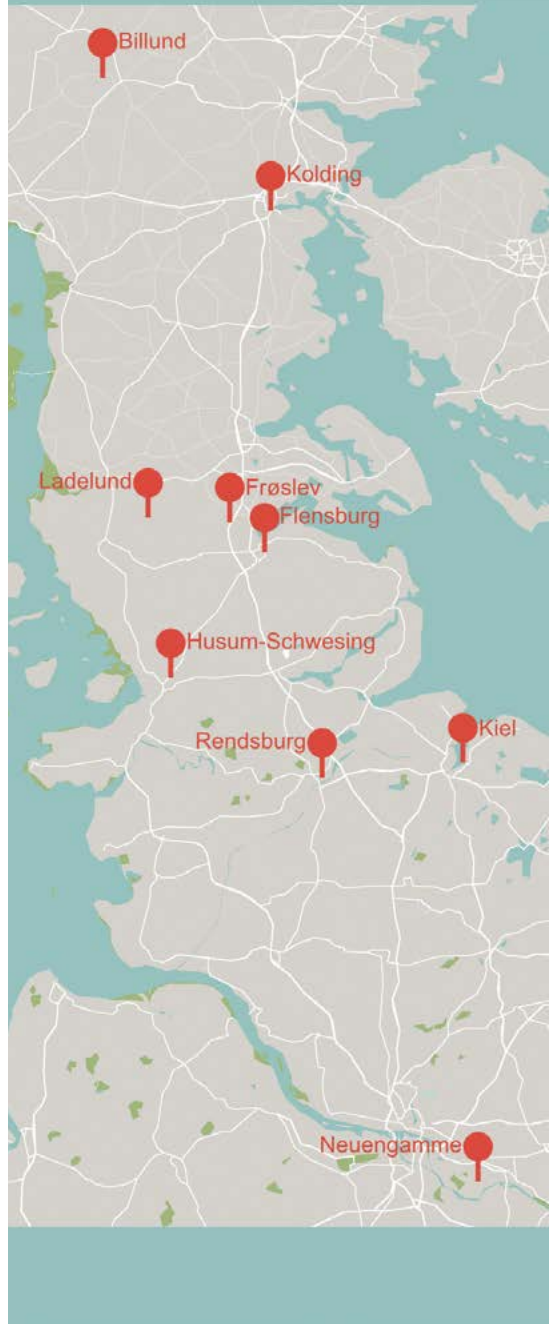 Billund
Kolding
Ladelund
Frøslev
Flensburg
Husum-Schwesing
Rendsburg
Kiel
Neuengamme